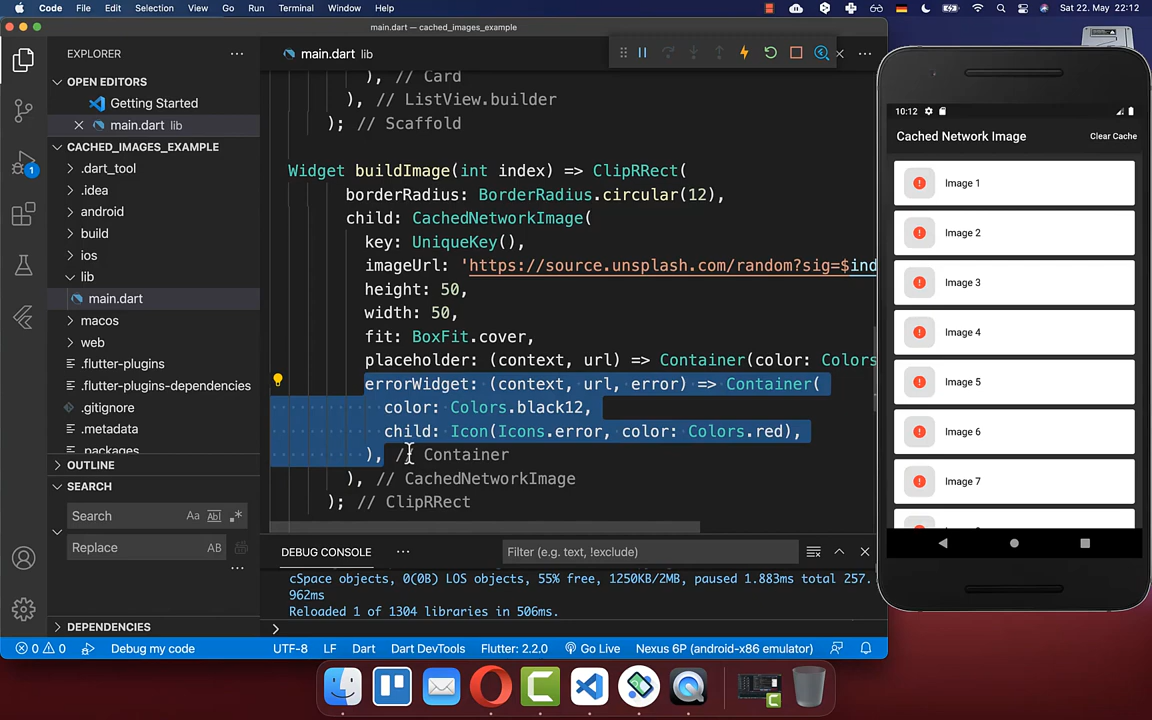 Code File Edit Selection View Go Run Terminal Window Help
Sat 22. May 22:12
main.dart — cached_images_example
EXPLORER
OPEN EDITORS
Getting Started
main.dart lib
CACHED_IMAGES_EXAMPLE
.dart_tool
.idea
android
build
ios
lib
main.dart
macos
web
.flutter-plugins
.flutter-plugins-dependencies
.gitignore
.metadata
packages
OUTLINE
SEARCH
Search
Aa
Abl
Replace
AB
DEPENDENCIES
1
main.dart lib
), // Card
), // ListView.builder
); // Scaffold
Widget buildImage(int index) => ClipRRect(
borderRadius: BorderRadius.circular(12),
child: CachedNetworkImage(
key: UniqueKey(),
imageUrl: 'https://source.unsplash.com/random?sig=$ind
height: 50,
width: 50,
fit: BoxFit.cover,
placeholder: (context, url) => Container(color: Colors
errorWidget: (context, url, error) => Container(
color: Colors.black12,
child: Icon(Icons.error, color: Colors.red),
), // Container
), // CachedNetworkImage
); // ClipRRect
DEBUG CONSOLE
Filter (e.g. text, !exclude)
cSpace objects, 0(0B) LOS objects, 55% free, 1250KB/2MB, paused 1.883ms total 257.
962ms
Reloaded 1 of 1304 libraries in 506ms.
0 0 Debug my code UTF-8 LF Dart Dart DevTools Flutter: 2.2.0 Go Live Nexus 6P (android-x86 emulator)
10:12
Cached Network Image
Clear Cache
Image 1
Image 2
Image 3
Image 4
Image 5
Image 6
Image 7